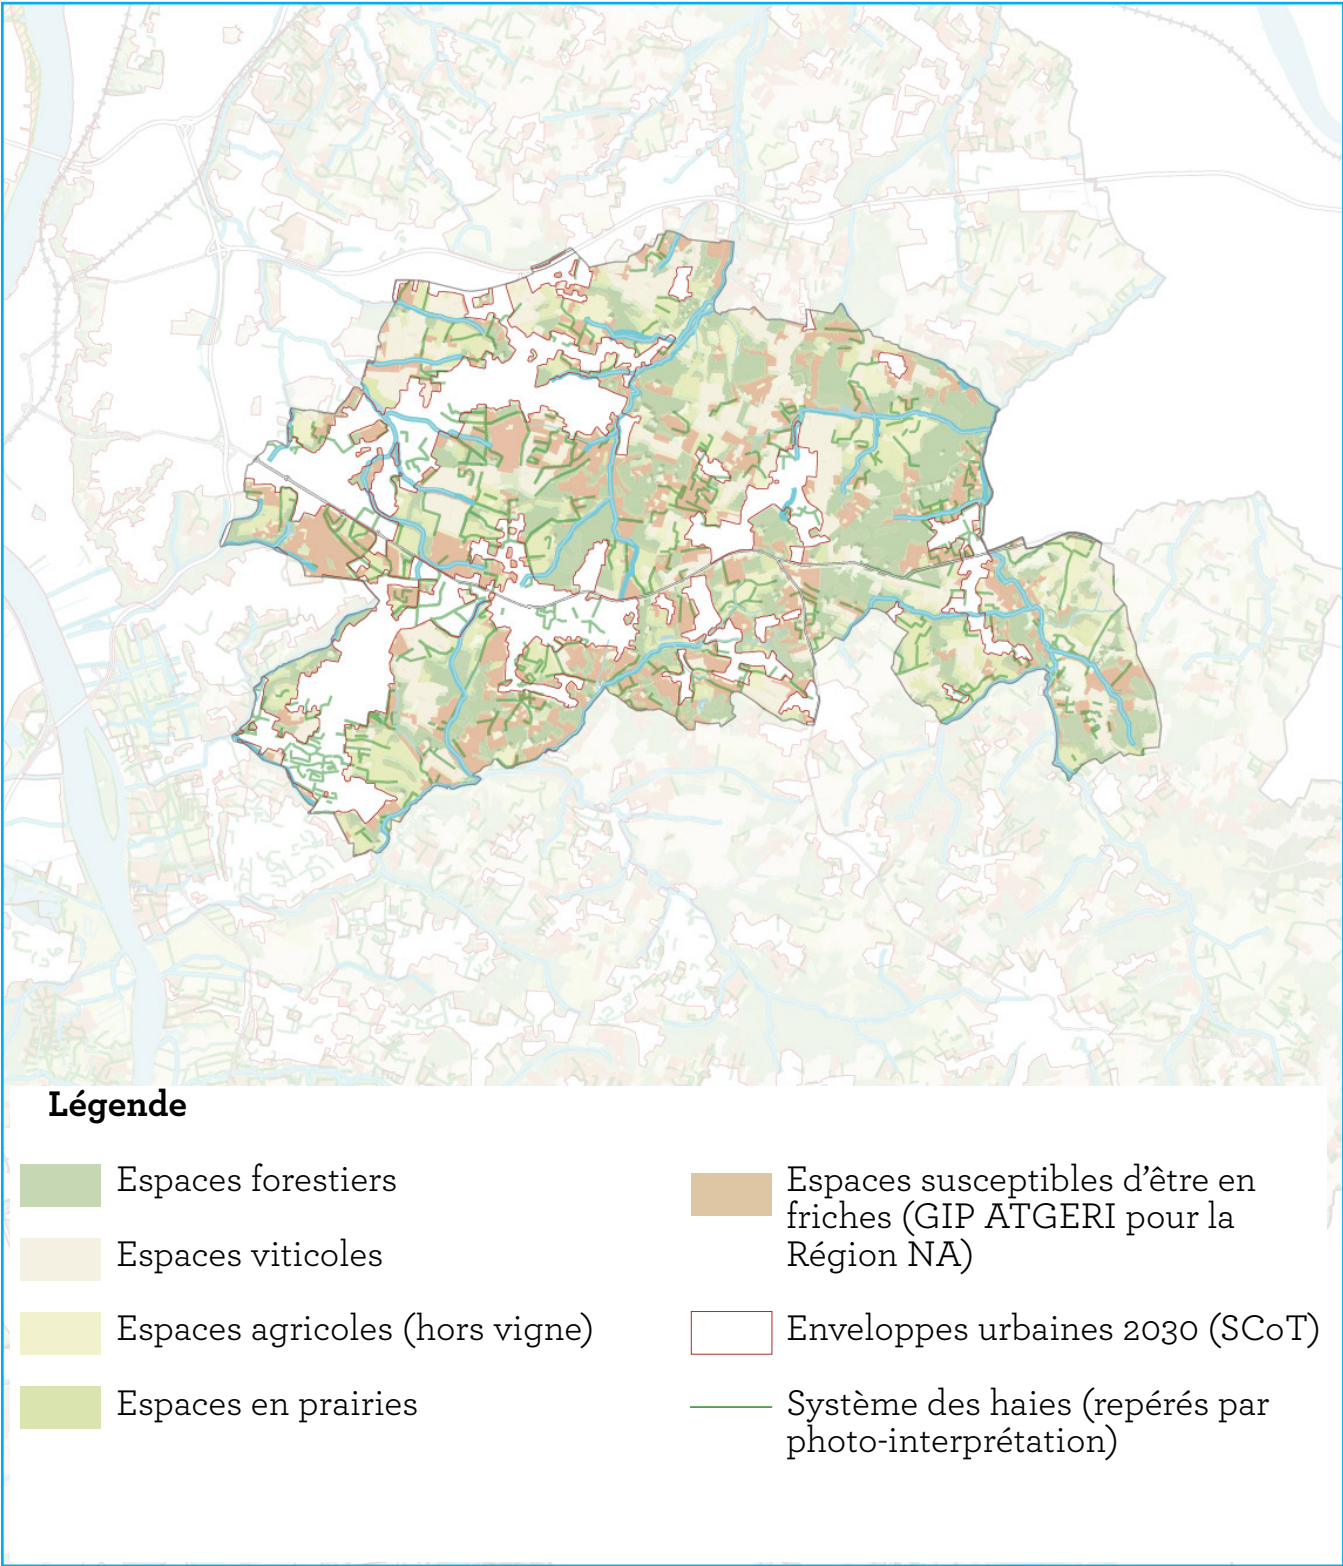 Légende
Espaces forestiers
Espaces viticoles
Espaces agricoles (hors vigne)
Espaces en prairies
Espaces susceptibles d’être en
friches (GIP ATGERI pour la
Région NA)
Enveloppes urbaines 2030 (SCoT)
Système des haies (repérés par
photo-interprétation)